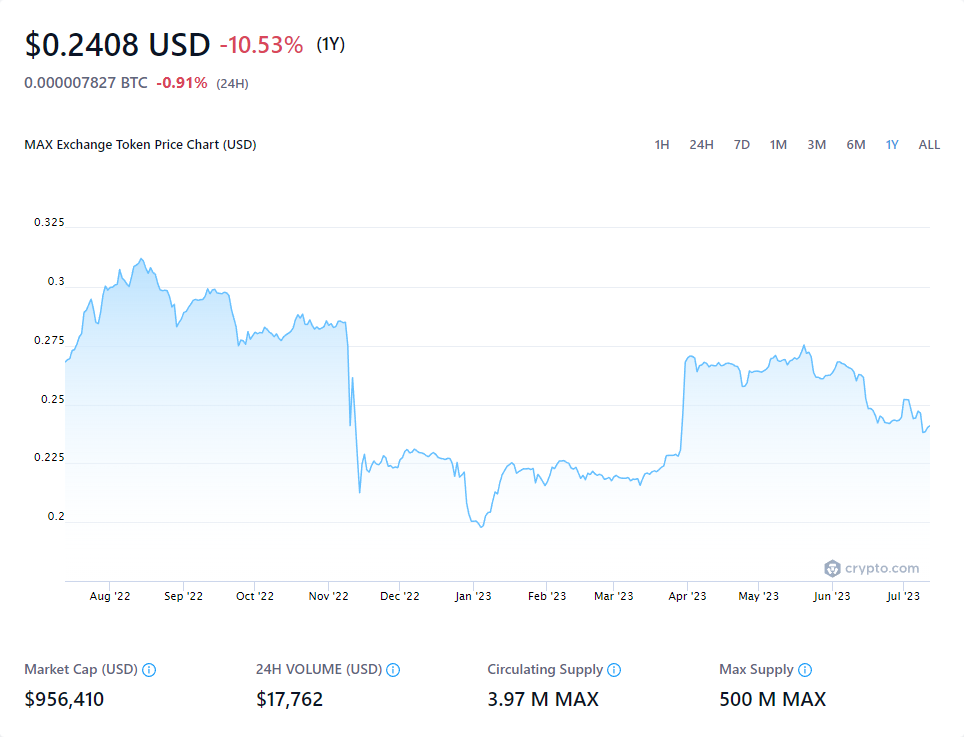 $0.2408 USD -10.53% (1Y)
0.000007827 BTC -0.91% (24H)
MAX Exchange Token Price Chart (USD) 1H 24H 7D 1M 3M 6M 1Y ALL
0.325
0.3
0.275
0.25
0.225
0.2
crypto.com
Aug '22 Sep '22 Oct '22 Nov '22 Dec '22 Jan '23 Feb '23 Mar '23 Apr '23 May '23 Jun '23 Jul '23
Market Cap (USD) 24H VOLUME (USD) Circulating Supply Max Supply
$956,410 $17,762 3.97 M MAX 500 M MAX